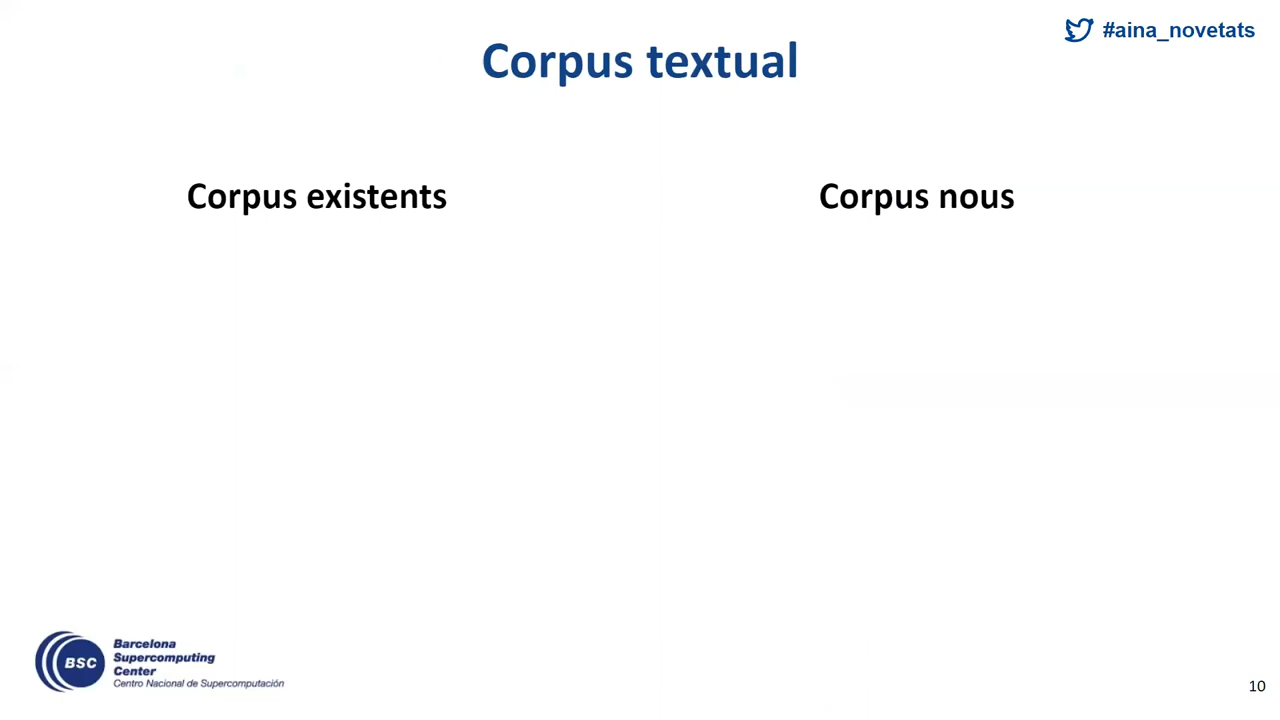 #aina_novetats
Corpus textual
Corpus existents
Corpus nous
BSC
Barcelona
Supercomputing
Center
Centro Nacional de Supercomputación
10